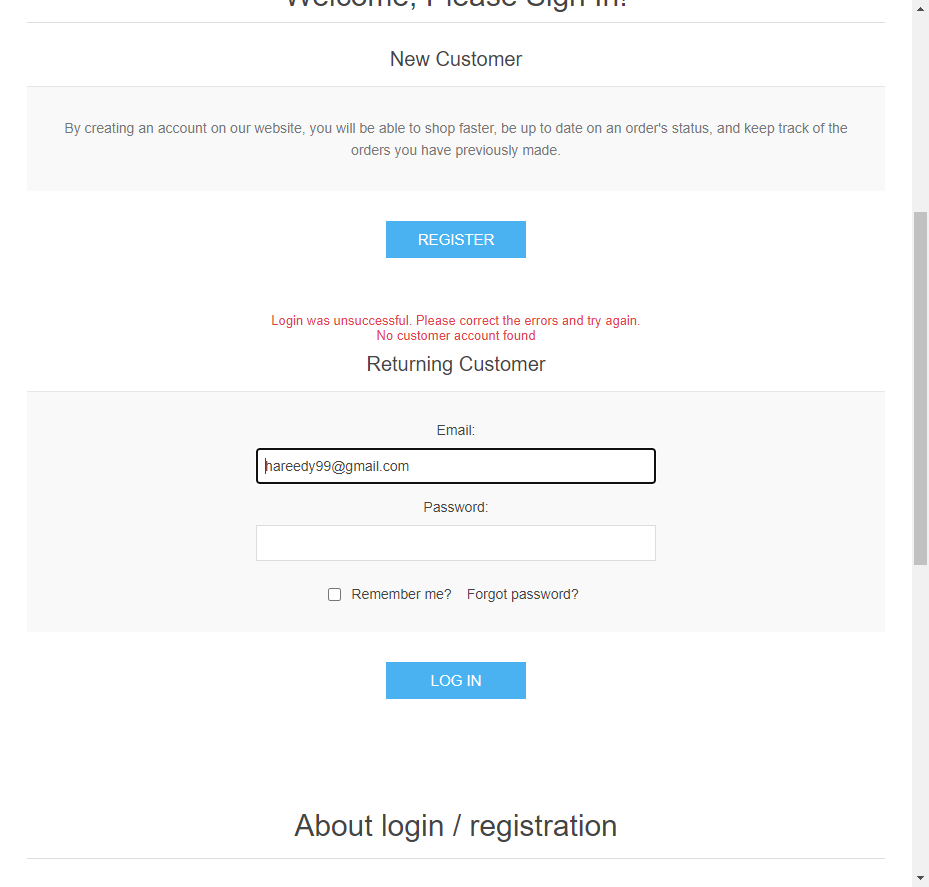 Welcome, Please Sign In!
New Customer
By creating an account on our website, you will be able to shop faster, be up to date on an order's status, and keep track of the
orders you have previously made.
REGISTER
Login was unsuccessful. Please correct the errors and try again.
No customer account found
Returning Customer
Email:
hareedy99@gmail.com
Password:
Remember me? Forgot password?
LOG IN
About login / registration